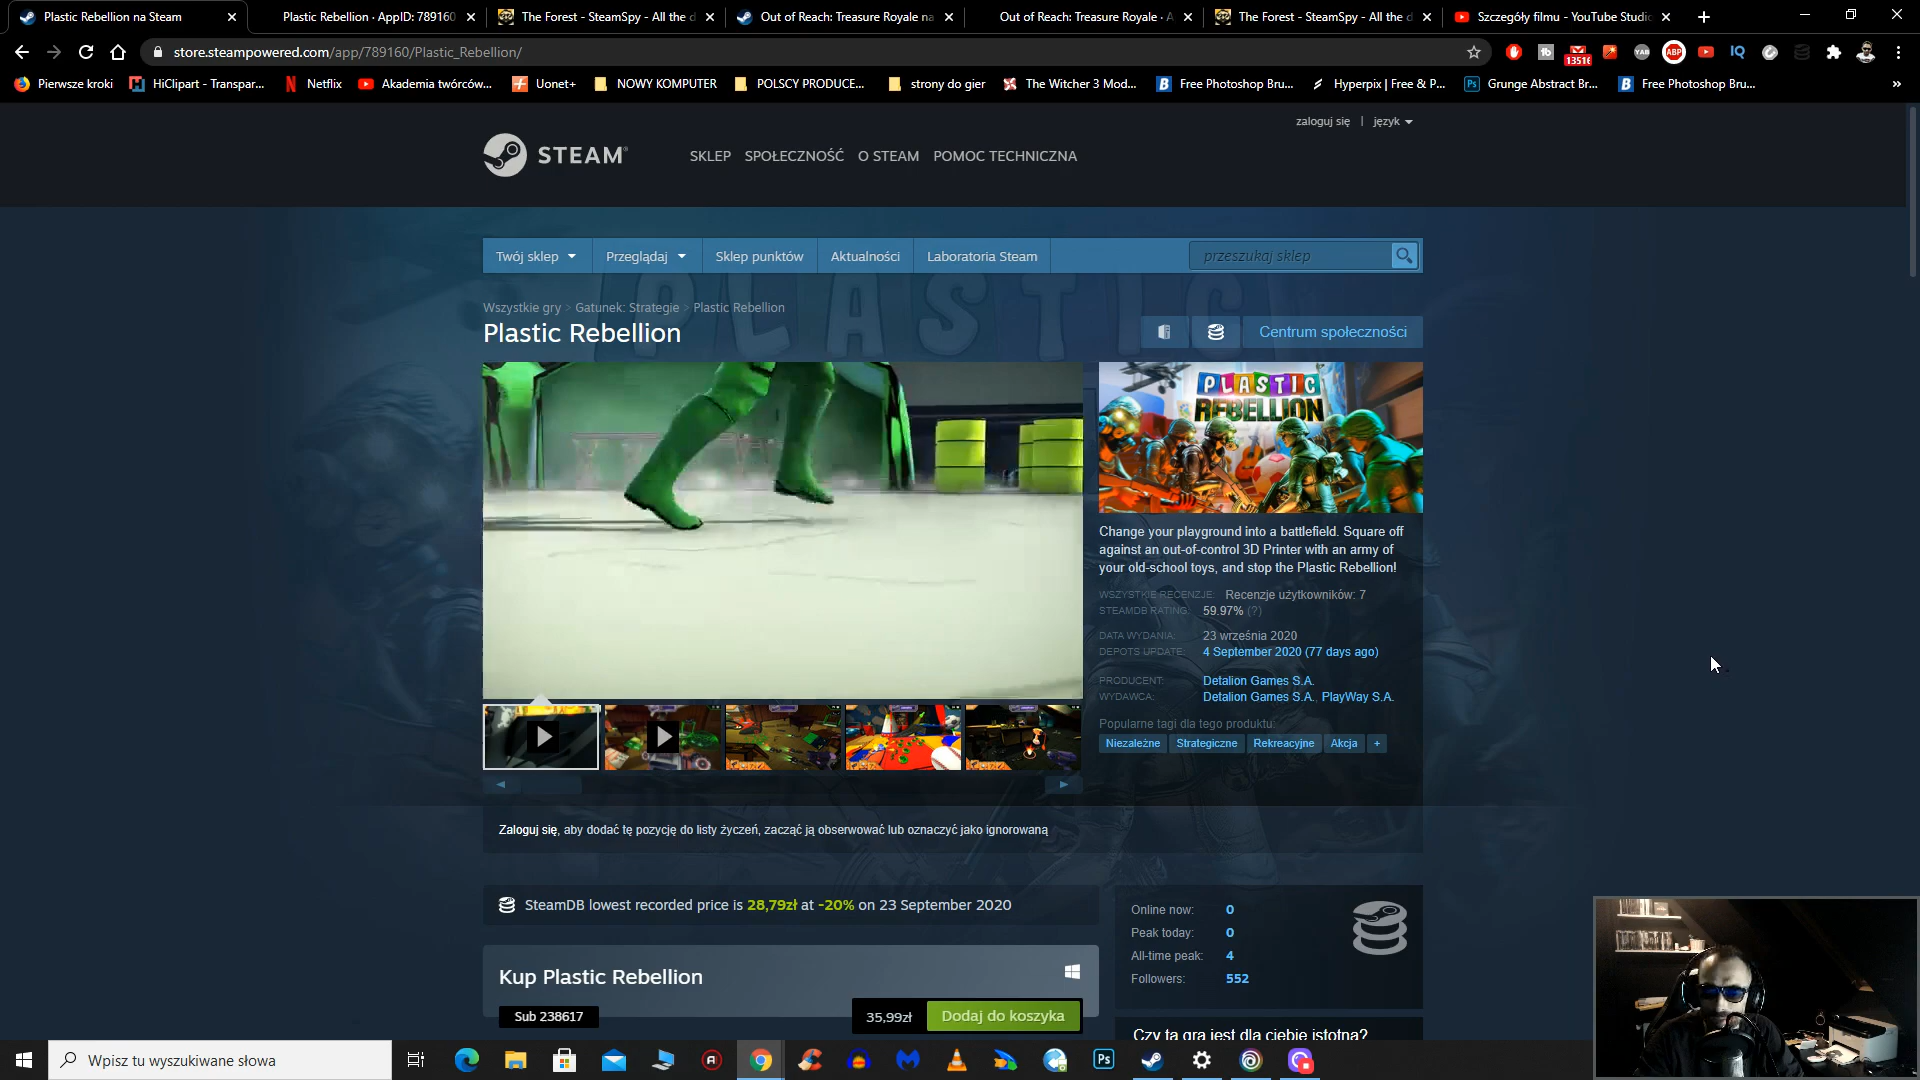 Plastic Rebellion na Steam
Plastic Rebellion · AppID: 789160
The Forest - SteamSpy - All the d
Out of Reach: Treasure Royale na
Out of Reach: Treasure Royale · A
The Forest - SteamSpy - All the d
Szczegóły filmu - YouTube Studio
store.steampowered.com/app/789160/Plastic_Rebellion/
13516
ABP
IQ
Pierwsze kroki
HiClipart - Transpar...
Netflix
Akademia twórców...
Uonet+
NOWY KOMPUTER
POLSCY PRODUCE...
strony do gier
The Witcher 3 Mod...
Free Photoshop Bru...
Hyperpix | Free & P...
Grunge Abstract Br...
Free Photoshop Bru...
zaloguj się | język
STEAM
SKLEP SPOŁECZNOŚĆ O STEAM POMOC TECHNICZNA
Twój sklep
Przeglądaj
Sklep punktów
Aktualności
Laboratoria Steam
przeszukaj sklep
PLASTIC
Wszystkie gry > Gatunek: Strategie > Plastic Rebellion
Plastic Rebellion
Centrum społeczności
PLASTIC
REBELLION
Change your playground into a battlefield. Square off
against an out-of-control 3D Printer with an army of
your old-school toys, and stop the Plastic Rebellion!
WSZYSTKIE RECENZJE: Recenzje użytkowników: 7
STEAMDB RATING: 59.97% (?)
DATA WYDANIA: 23 września 2020
DEPOTS UPDATE: 4 September 2020 (77 days ago)
PRODUCENT: Detalion Games S.A.
WYDAWCA: Detalion Games S.A., PlayWay S.A.
Popularne tagi dla tego produktu:
Niezależne Strategiczne Rekreacyjne Akcja +
Zaloguj się, aby dodać tę pozycję do listy życzeń, zacząć ją obserwować lub oznaczyć jako ignorowaną
SteamDB lowest recorded price is 28,79zł at -20% on 23 September 2020
Online now: 0
Peak today: 0
All-time peak: 4
Followers: 552
Kup Plastic Rebellion
Sub 238617
35,99zł
Dodaj do koszyka
Czy ta gra jest dla ciebie istotna?
Wpisz tu wyszukiwane słowa
Ps